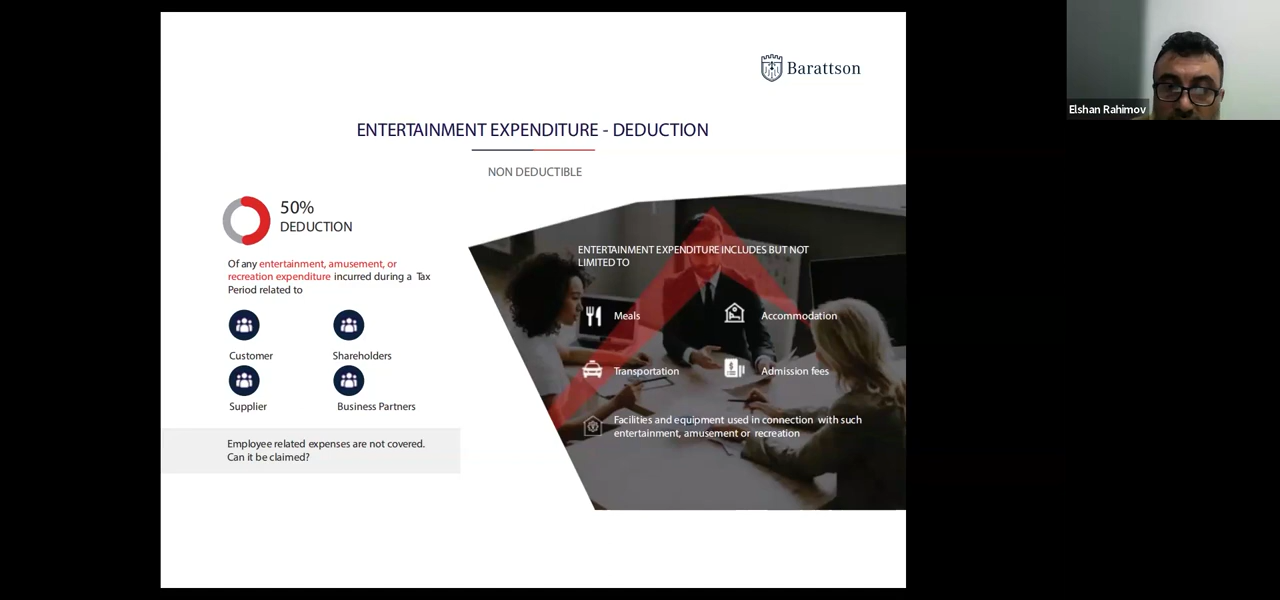 Barattson
Elshan Rahimov
ENTERTAINMENT EXPENDITURE - DEDUCTION
NON DEDUCTIBLE
50%
DEDUCTION
Of any entertainment, amusement, or
recreation expenditure incurred during a Tax
Period related to
Customer
Shareholders
Supplier
Business Partners
Employee related expenses are not covered.
Can it be claimed?
ENTERTAINMENT EXPENDITURE INCLUDES BUT NOT
LIMITED TO
Meals
Accommodation
Transportation
Admission fees
Facilities and equipment used in connection with such
entertainment, amusement or recreation